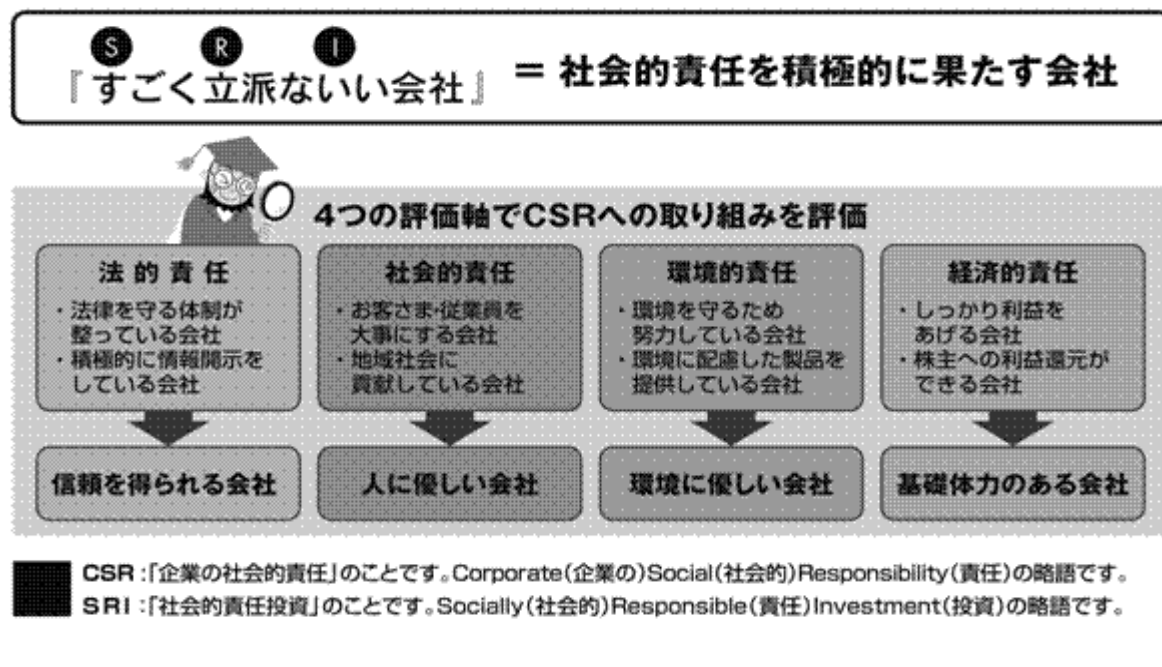 S R I
『すごく立派ないい会社』 = 社会的責任を積極的に果たす会社
4つの評価軸でCSRへの取り組みを評価
法的責任
・法律を守る体制が
整っている会社
・積極的に情報開示を
している会社
信頼を得られる会社
社会的責任
・お客さま・従業員を
大事にする会社
・地域社会に
貢献している会社
人に優しい会社
環境的責任
・環境を守るため
努力している会社
・環境に配慮した製品を
提供している会社
環境に優しい会社
経済的責任
・しっかり利益を
あげる会社
・株主への利益還元が
できる会社
基礎体力のある会社
CSR:「企業の社会的責任」のことです。Corporate(企業の)Social(社会的)Responsibility(責任)の略語です。
SRI:「社会的責任投資」のことです。Socially(社会的)Responsible(責任)Investment(投資)の略語です。